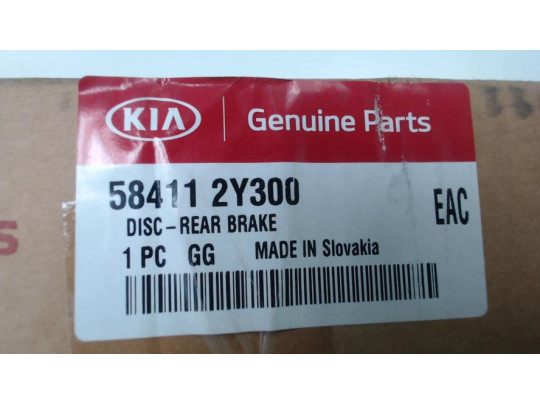 KIA Genuine Parts
58411 2Y300
DISC-REAR BRAKE
EAC
1 PC GG MADE IN Slovakia
s